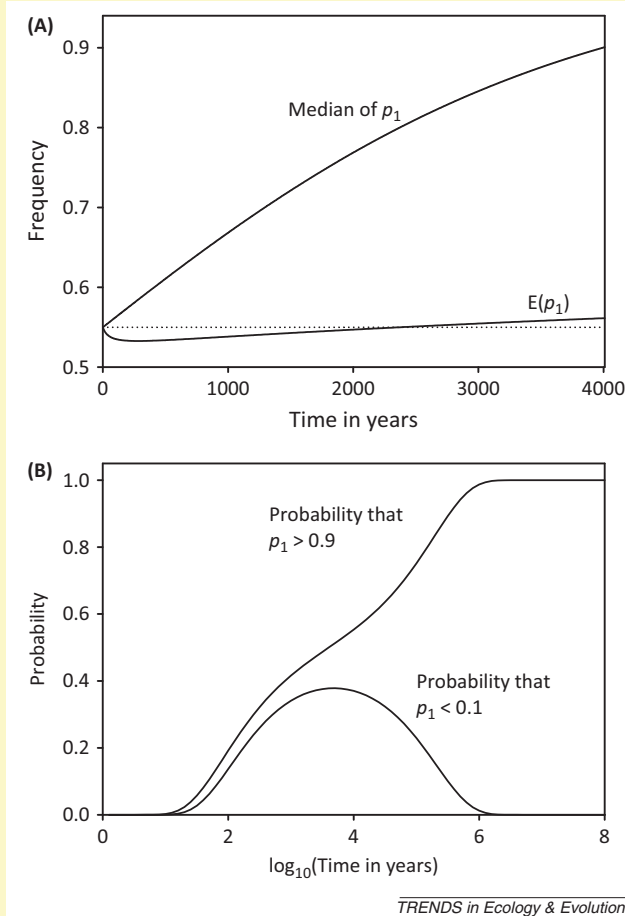 (A)
0.9
0.8
0.7
0.6
0.5
Frequency
Median of p1
E(p1)
0 1000 2000 3000 4000
Time in years
(B)
1.0
0.8
0.6
0.4
0.2
0.0
Probability
Probability that
p1 > 0.9
Probability that
p1 < 0.1
0 2 4 6 8
log10(Time in years)
TRENDS in Ecology & Evolution